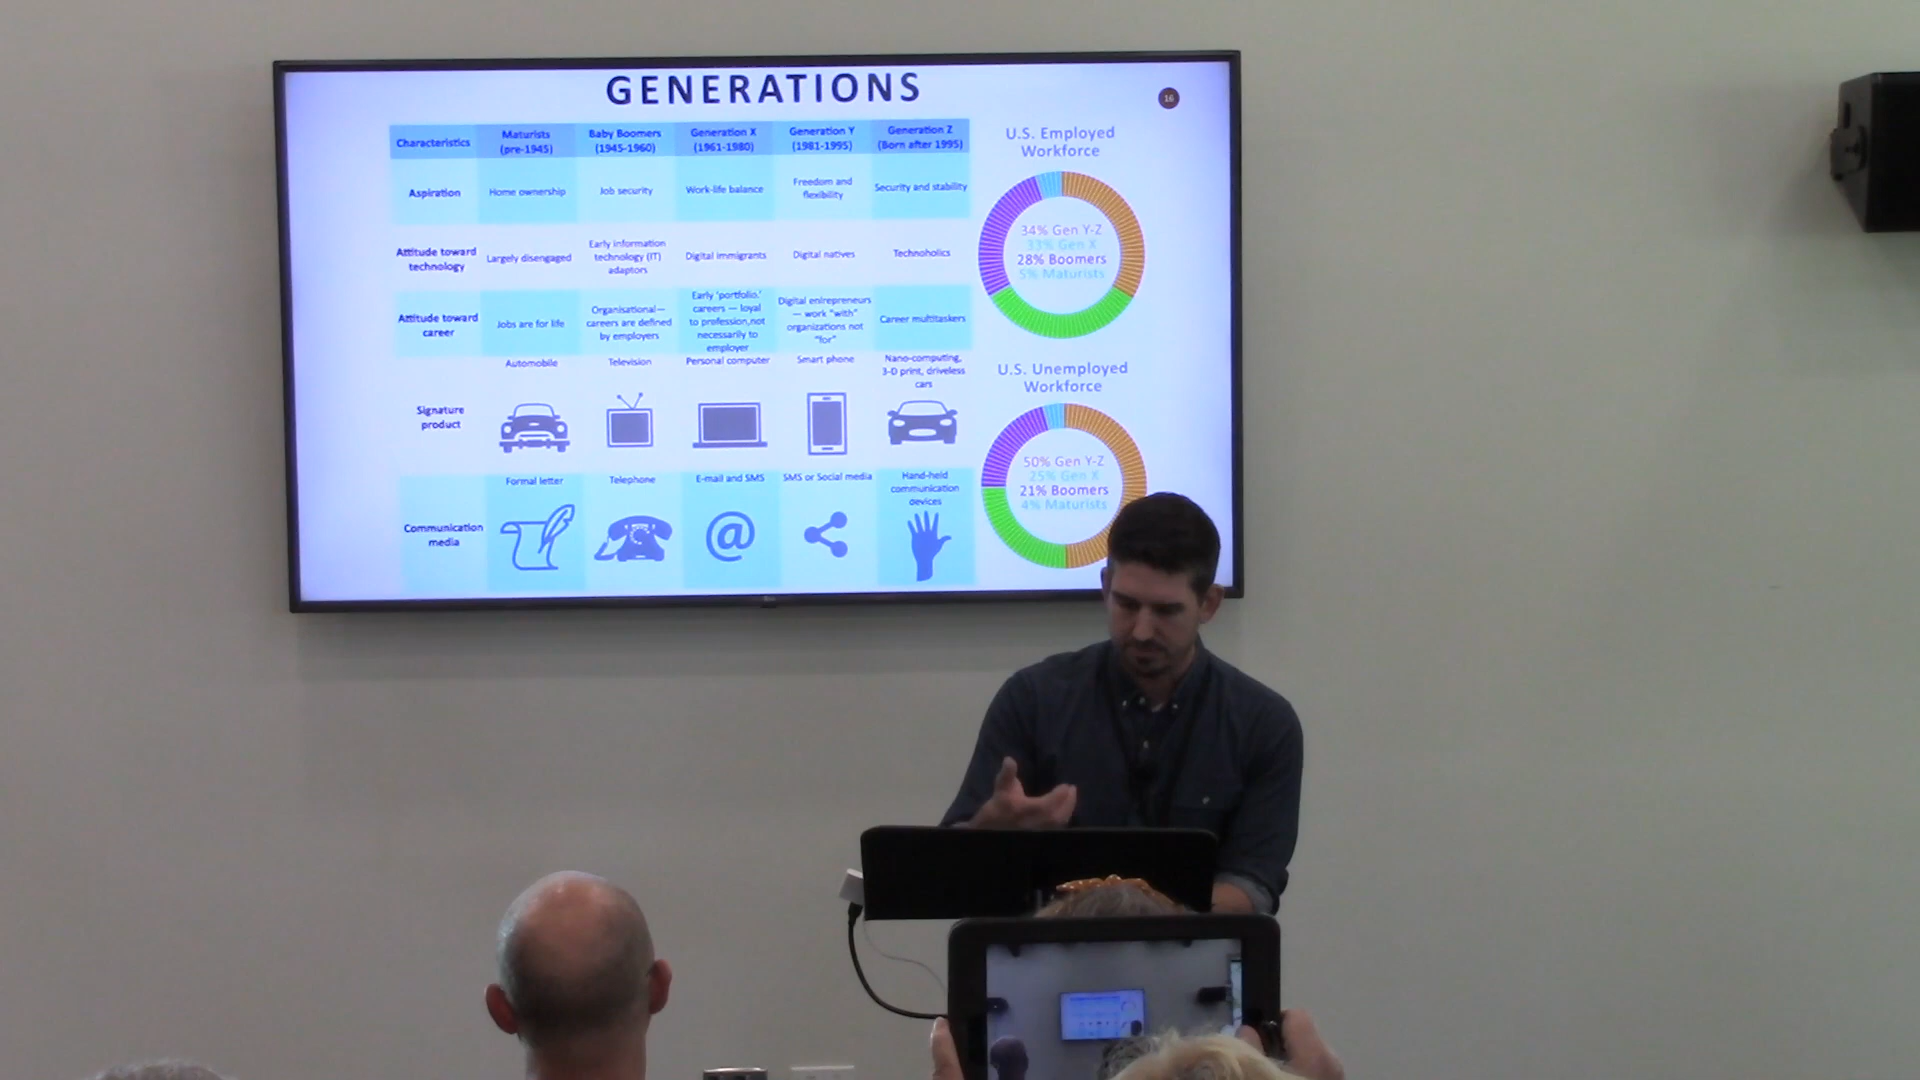 GENERATIONS
16
Characteristics
Maturists
(pre-1945)
Baby Boomers
(1945-1960)
Generation X
(1961-1980)
Generation Y
(1981-1995)
Generation Z
(Born after 1995)
Aspiration
Home ownership
Job security
Work-life balance
Freedom and
flexibility
Security and stability
Attitude toward
technology
Largely disengaged
Early information
technology (IT)
adaptors
Digital immigrants
Digital natives
Technoholics
Attitude toward
career
Jobs are for life
Organisational—
careers are defined
by employers
Early 'portfolio.'
careers — loyal
to profession,not
necessarily to
employer
Digital enirepreneurs
— work "with"
organizations not
"for"
Career multitaskers
Signature
product
Automobile
Television
Personal computer
Smart phone
Nano-computing,
3-D print, driveless
cars
Communication
media
Formal letter
Telephone
E-mail and SMS
@
SMS or Social media
Hand-held
communication
devices
U.S. Employed
Workforce
34% Gen Y-Z
33% Gen X
28% Boomers
5% Maturists
U.S. Unemployed
Workforce
50% Gen Y-Z
25% Gen X
21% Boomers
4% Maturists